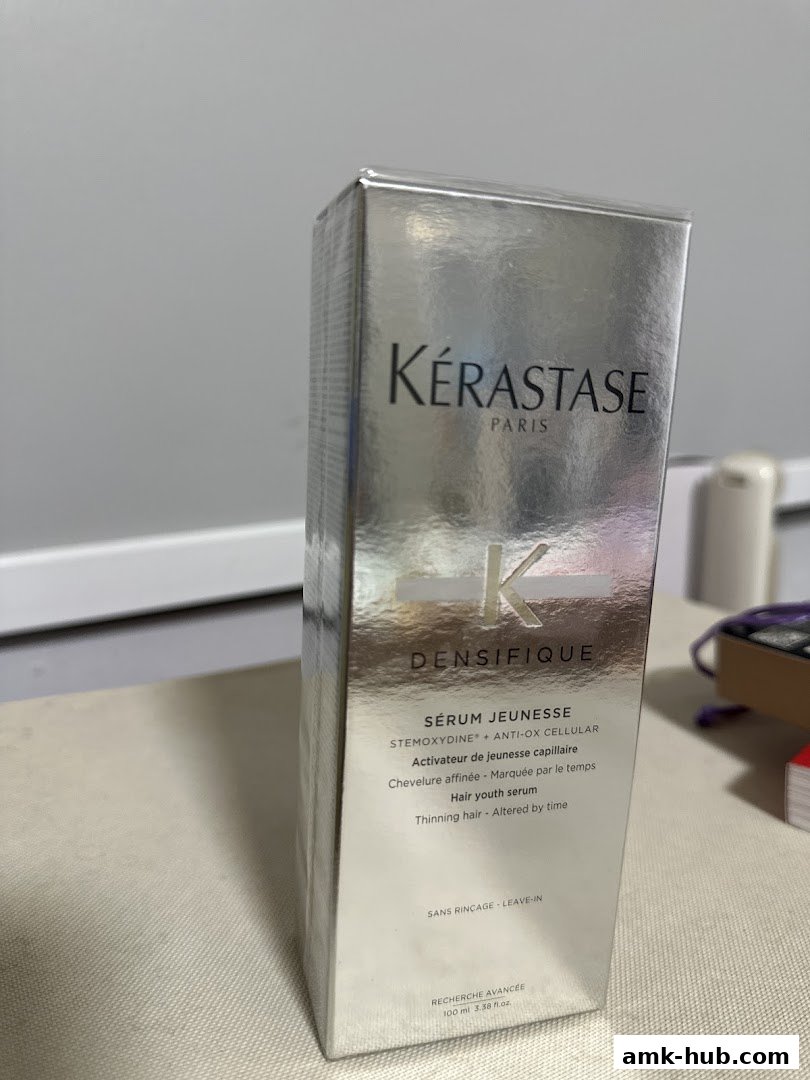 KÉRASTASE
PARIS
K
DENSIFIQUE
SÉRUM JEUNESSE
STEMOXYDINE® + ANTI-OX CELLULAR
Activateur de jeunesse capillaire
Chevelure affinée - Marquée par le temps
Hair youth serum
Thinning hair - Altered by time
SANS RINÇAGE - LEAVE-IN
RECHERCHE AVANCÉE
100 ml 3.38 fl.oz.
amk-hub.com